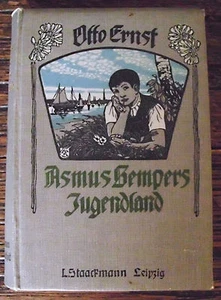 Otto Ernst
Asmus Sempers
Jugendland
L. Staackmann Leipzig